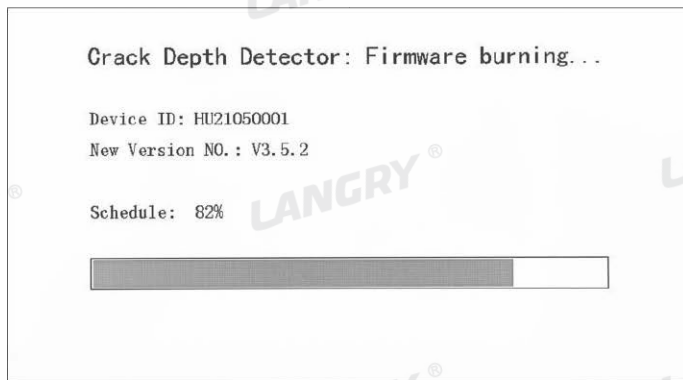 Crack Depth Detector: Firmware burning...
Device ID: HU21050001
New Version NO.: V3.5.2
LANGRY ®
Schedule: 82%